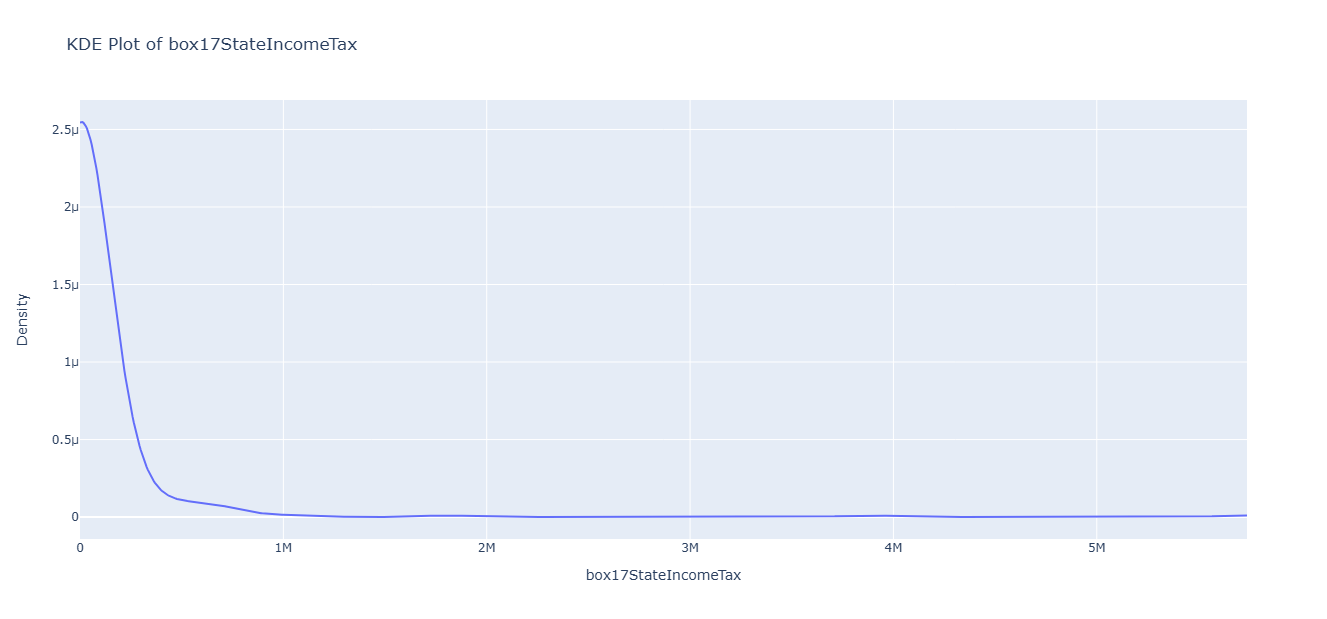 KDE Plot of box17StateIncomeTax
2.5μ
2μ
1.5μ
1μ
0.5μ
0
Density
0 1M 2M 3M 4M 5M
box17StateIncomeTax